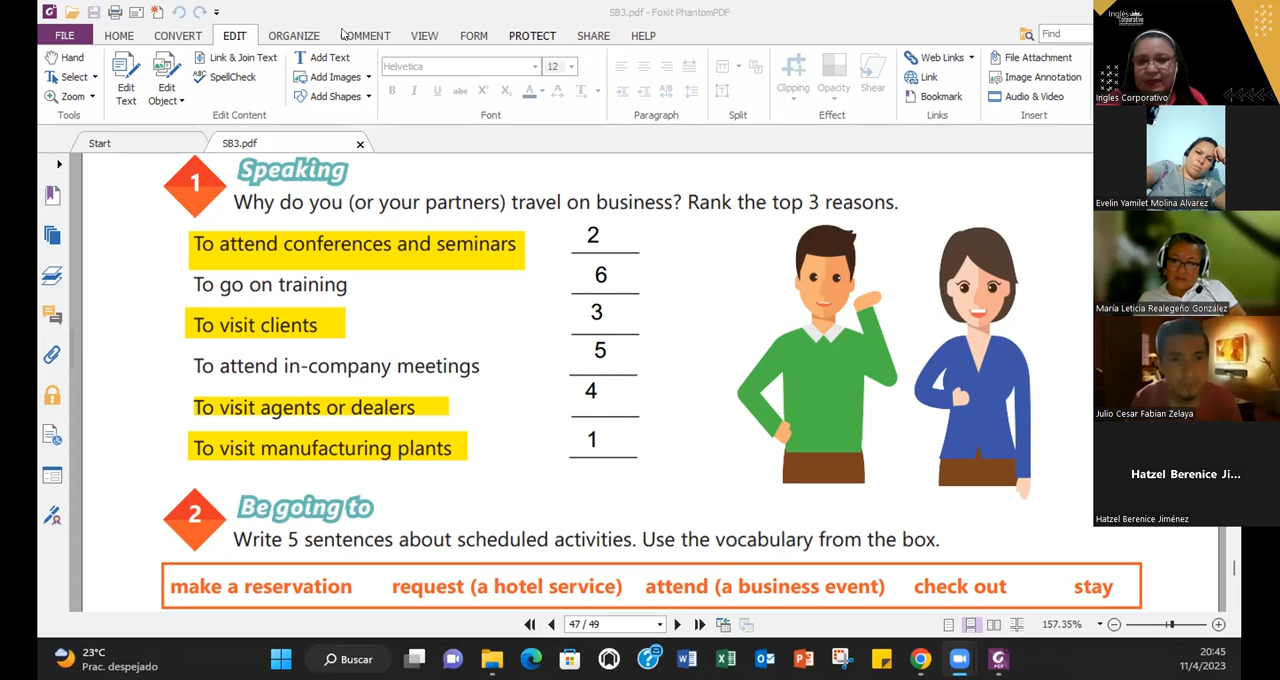 SB3.pdf - Foxit PhantomPDF
FILE HOME CONVERT EDIT ORGANIZE COMMENT VIEW FORM PROTECT SHARE HELP Find
Hand
Select
Zoom
Tools
Edit Text
Edit Object
Link & Join Text
SpellCheck
Edit Content
Add Text
Add Images
Add Shapes
Helvetica 12
B I U abc X² X₂ A T
Font
Paragraph
Split
Clipping Opacity Shear
Effect
Web Links
Link
Bookmark
Links
File Attachment
Image Annotation
Audio & Video
Insert
Start SB3.pdf
1 Speaking
Why do you (or your partners) travel on business? Rank the top 3 reasons.
To attend conferences and seminars 2
To go on training 6
To visit clients 3
To attend in-company meetings 5
To visit agents or dealers 4
To visit manufacturing plants 1
2 Be going to
Write 5 sentences about scheduled activities. Use the vocabulary from the box.
make a reservation request (a hotel service) attend (a business event) check out stay
Inglés Corporativo
Ingles Corporativo
Evelin Yamilet Molina Alvarez
María Leticia Realegeño González
Julio Cesar Fabian Zelaya
Hatzel Berenice Ji...
Hatzel Berenice Jiménez
47 / 49
157.35%
23°C
Prac. despejado
Buscar
20:45
11/4/2023